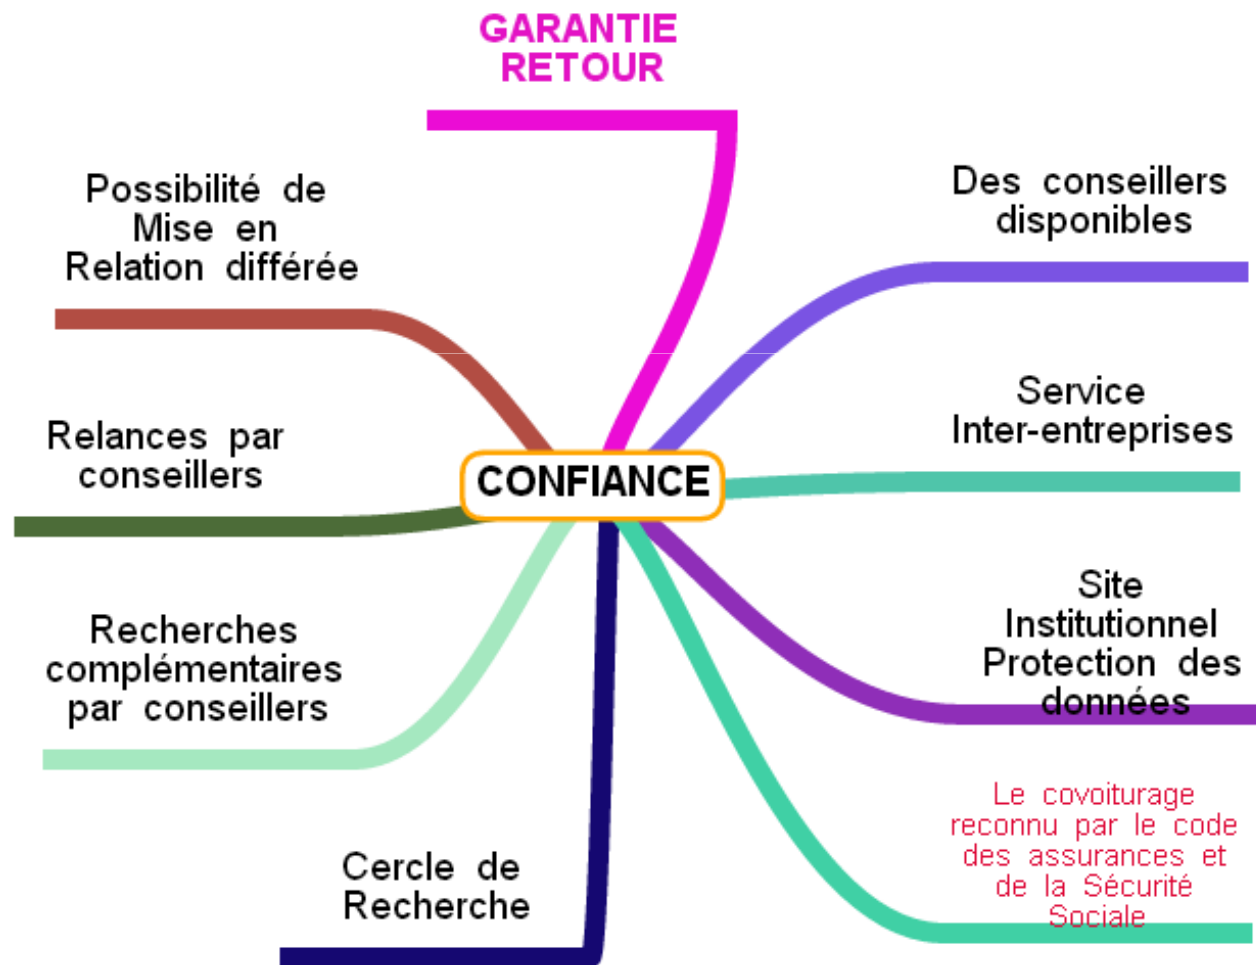 GARANTIE
RETOUR
Possibilité de
Mise en
Relation différée
Des conseillers
disponibles
Relances par
conseillers
Service
Inter-entreprises
CONFIANCE
Recherches
complémentaires
par conseillers
Site
Institutionnel
Protection des
données
Cercle de
Recherche
Le covoiturage
reconnu par le code
des assurances et
de la Sécurité
Sociale